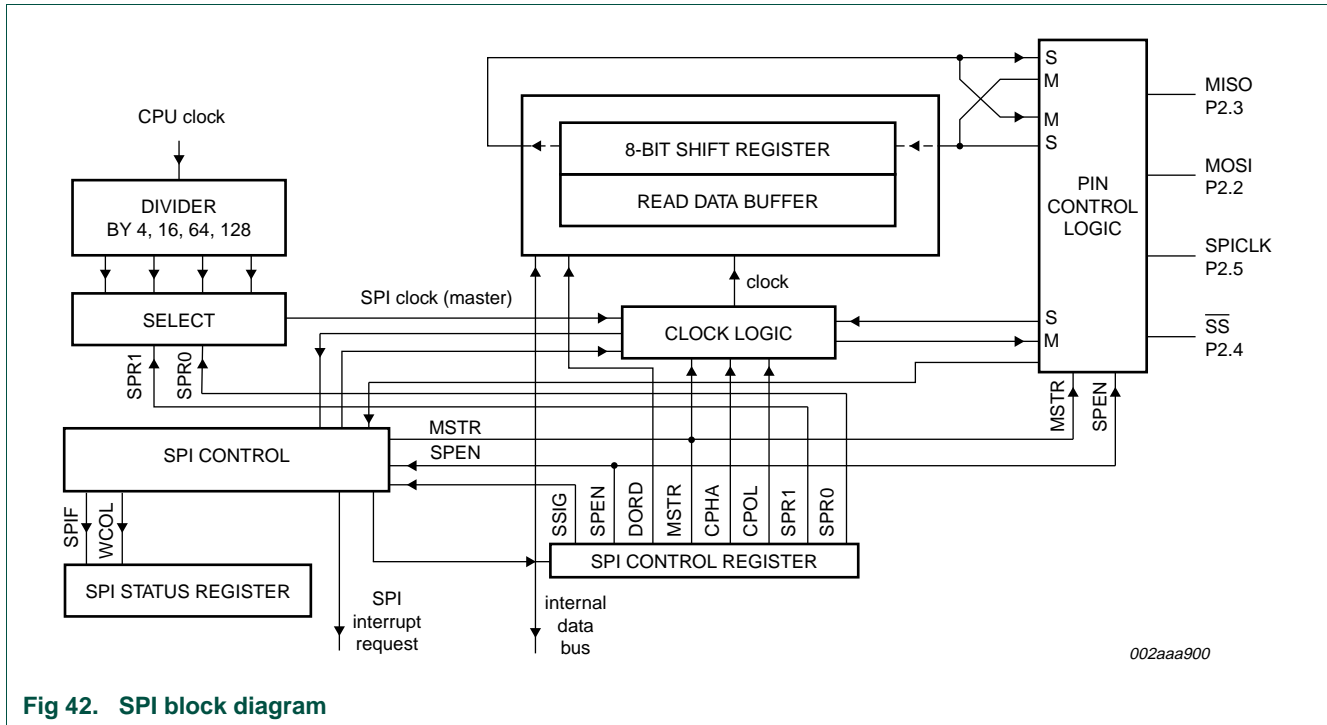 CPU clock
DIVIDER
BY 4, 16, 64, 128
SELECT
SPR1
SPR0
SPI clock (master)
8-BIT SHIFT REGISTER
READ DATA BUFFER
clock
CLOCK LOGIC
S
M
M
S
PIN
CONTROL
LOGIC
S
M
MISO
P2.3
MOSI
P2.2
SPICLK
P2.5
SS
P2.4
MSTR
SPEN
SPI CONTROL
MSTR
SPEN
SPIF
WCOL
SPI STATUS REGISTER
SSIG
SPEN
DORD
MSTR
CPHA
CPOL
SPR1
SPR0
SPI CONTROL REGISTER
SPI
interrupt
request
internal
data
bus
002aaa900
Fig 42. SPI block diagram